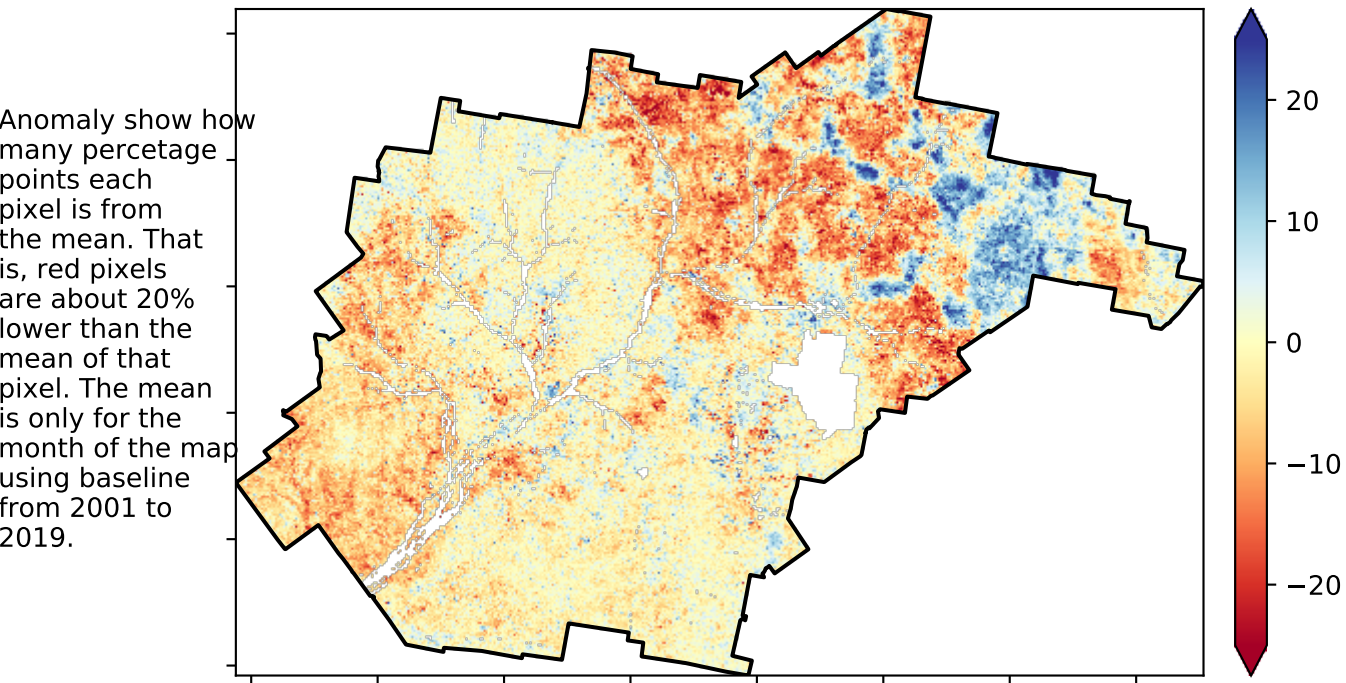 Anomaly show how
many percetage
points each
pixel is from
the mean. That
is, red pixels
are about 20%
lower than the
mean of that
pixel. The mean
is only for the
month of the map
using baseline
from 2001 to
2019.
20
10
0
−10
−20